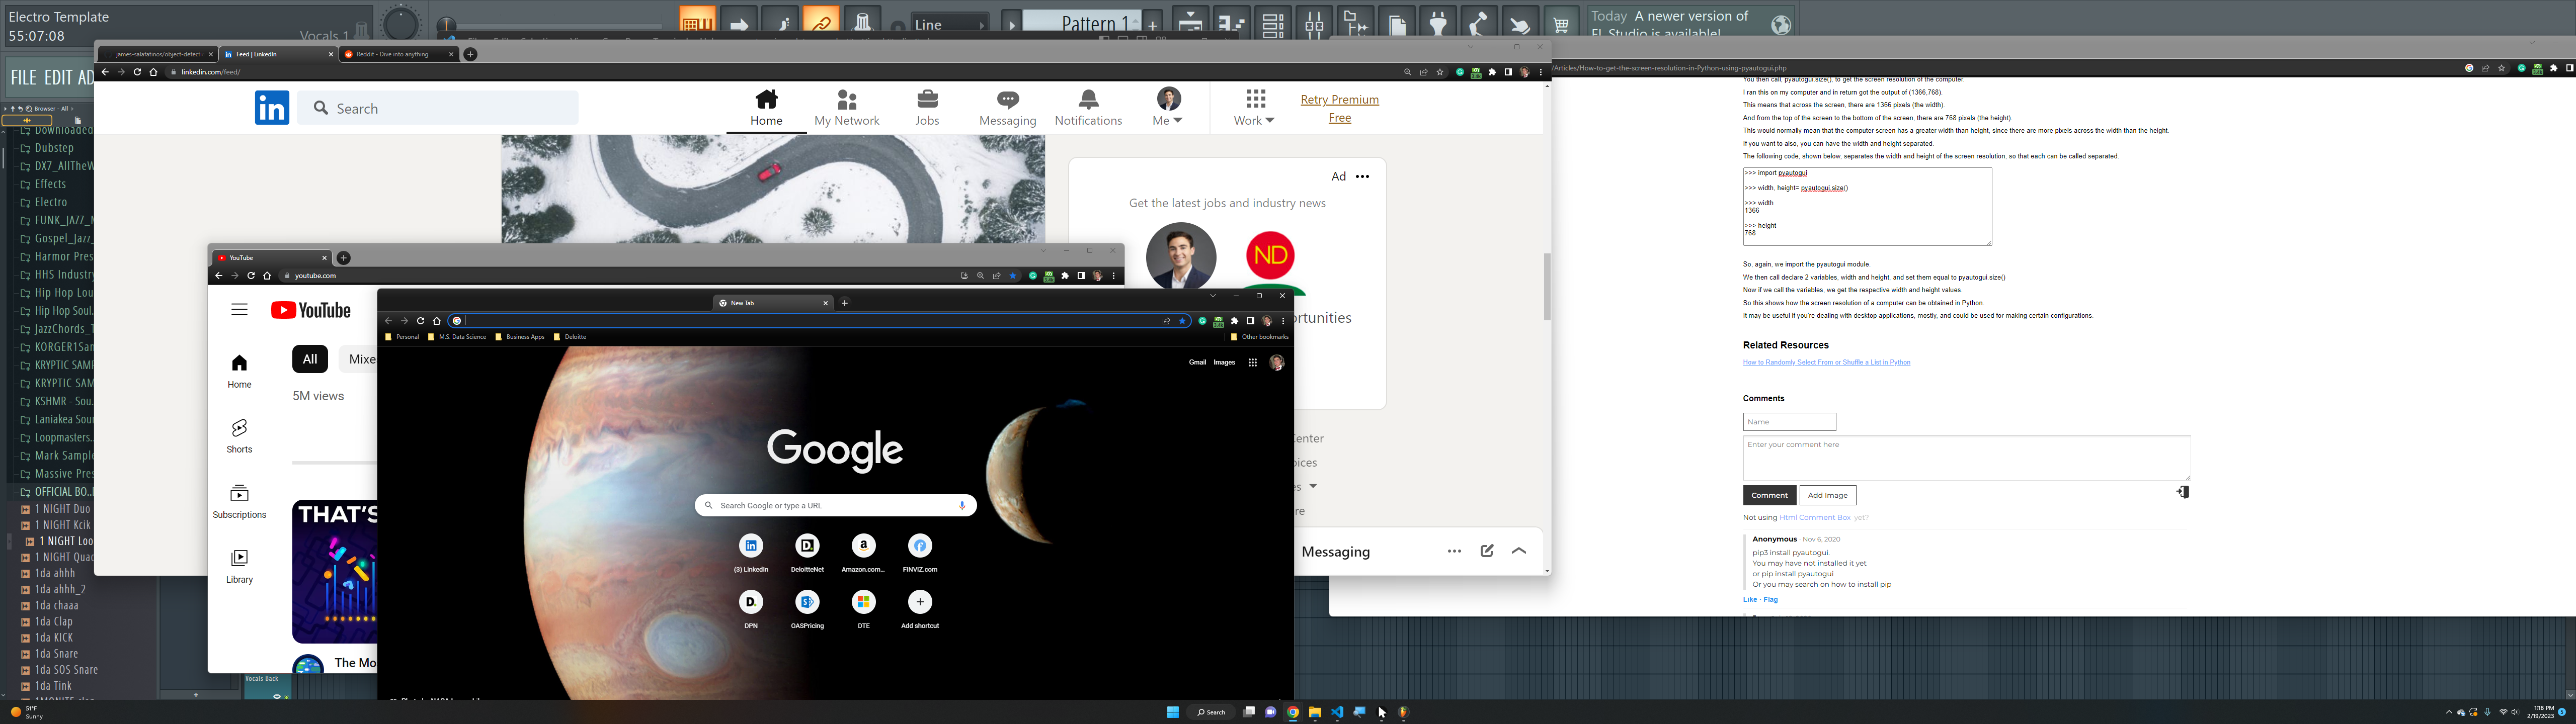 Electro Template
55:07:08
Vocals 1
Line
Pattern 1
Today A newer version of
FL Studio is available!
FILE EDIT AD
Browser - All
Downloaded
Dubstep
DX7_AllTheW
Effects
Electro
FUNK_JAZZ_
Gospel_Jazz_
Harmor Pres
HHS Industry
Hip Hop Lou
Hip Hop Soul
JazzChords_
KORGER1San
KRYPTIC SAMP
KRYPTIC SAM
KSHMR - Sou
Laniakea Sour
Loopmasters
Mark Sample
Massive Pres
OFFICIAL BO..
1 NIGHT Duo
1 NIGHT Kcik
1 NIGHT Loo
1 NIGHT Quac
1da ahhh
1da ahhh_2
1da chaaa
1da Clap
1da KICK
1da Snare
1da SOS Snare
1da Tink
Vocals Back
james-salafatinos/object-detect
Feed | LinkedIn
Reddit - Dive into anything
linkedin.com/feed/
in
Search
Home
My Network
Jobs
Messaging
Notifications
Me
Work
Retry Premium
Free
Ad
Get the latest jobs and industry news
ND
rtunities
enter
oices
es
re
Messaging
YouTube
youtube.com
YouTube
Home
Shorts
Subscriptions
Library
All
Mixe
5M views
THAT'S
The Mo
New Tab
Personal
M.S. Data Science
Business Apps
Deloitte
Other bookmarks
Gmail
Images
Google
Search Google or type a URL
(3) LinkedIn
DeloitteNet
Amazon.com...
FINVIZ.com
DPN
OASPricing
DTE
Add shortcut
/Articles/How-to-get-the-screen-resolution-in-Python-using-pyautogui.php
You then call, pyautogui.size(), to get the screen resolution of the computer.
I ran this on my computer and in return got the output of (1366,768).
This means that across the screen, there are 1366 pixels (the width).
And from the top of the screen to the bottom of the screen, there are 768 pixels (the height).
This would normally mean that the computer screen has a greater width than height, since there are more pixels across the width than the height.
If you want to also, you can have the width and height separated.
The following code, shown below, separates the width and height of the screen resolution, so that each can be called separated.
>>> import pyautogui
>>> width, height= pyautogui.size()
>>> width
1366
>>> height
768
So, again, we import the pyautogui module.
We then call declare 2 variables, width and height, and set them equal to pyautogui.size()
Now if we call the variables, we get the respective width and height values.
So this shows how the screen resolution of a computer can be obtained in Python.
It may be useful if you're dealing with desktop applications, mostly, and could be used for making certain configurations.
Related Resources
How to Randomly Select From or Shuffle a List in Python
Comments
Name
Enter your comment here
Comment
Add Image
Not using Html Comment Box yet?
Anonymous · Nov 6, 2020
pip3 install pyautogui.
You may have not installed it yet
or pip install pyautogui
Or you may search on how to install pip
Like · Flag
51°F
Sunny
Search
1:18 PM
2/19/2023